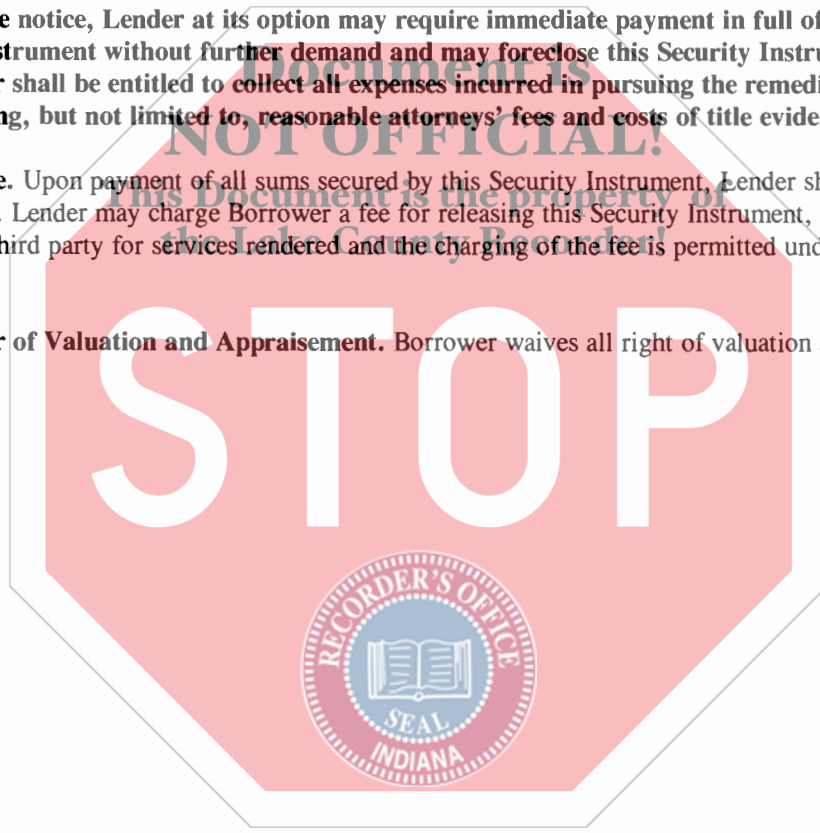 e notice, Lender at its option may require immediate payment in full of
strument without further demand and may foreclose this Security Instru
r shall be entitled to collect all expenses incurred in pursuing the remedi
ng, but not limited to, reasonable attorneys' fees and costs of title evide
e. Upon payment of all sums secured by this Security Instrument, Lender sh
. Lender may charge Borrower a fee for releasing this Security Instrument,
hird party for services rendered and the charging of the fee is permitted und
r of Valuation and Appraisement. Borrower waives all right of valuation
Document is
NOT OFFICIAL!
This Document is the property of
the Lake County Recorder!
STOP
RECORDER'S OFFICE
SEAL
INDIANA